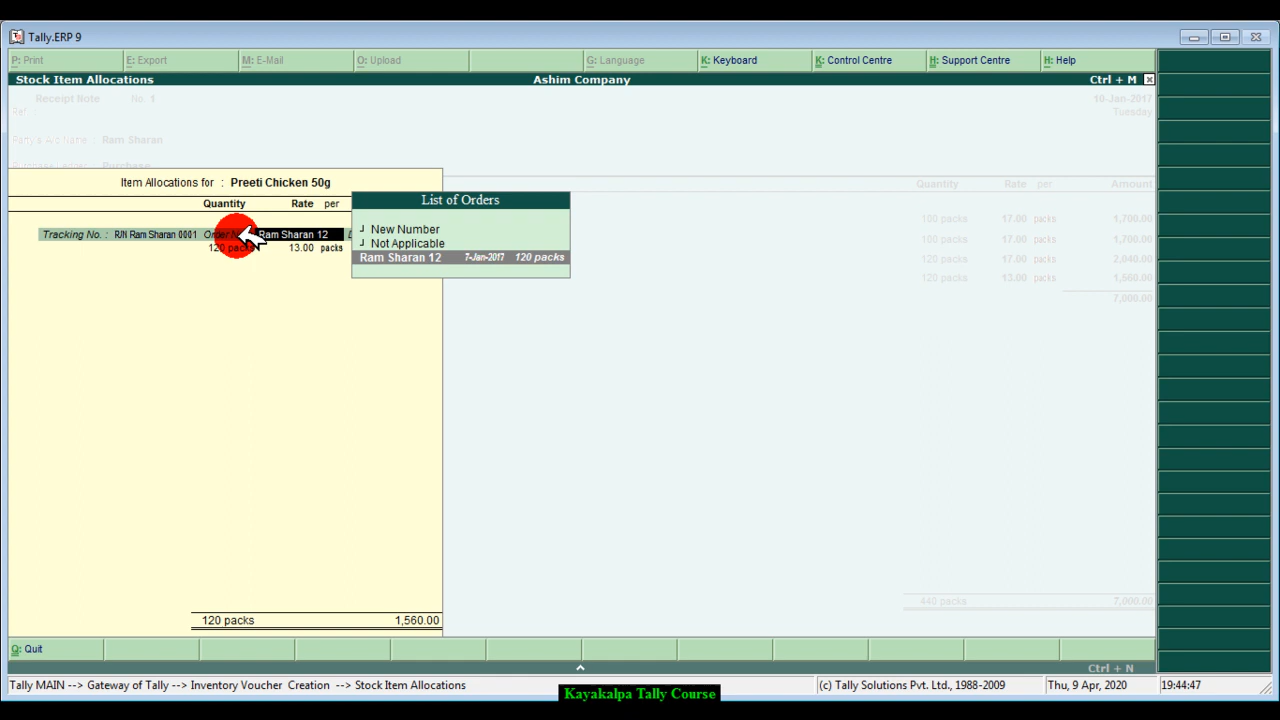 Tally.ERP 9
P: Print E: Export M: E-Mail O: Upload G: Language K: Keyboard K: Control Centre H: Support Centre H: Help
Stock Item Allocations Ashim Company Ctrl + M
Receipt Note No. 1 10-Jan-2017
Ref Tuesday
Party's A/c Name : Ram Sharan
Purchase Ledger Purchase
Item Allocations for : Preeti Chicken 50g
Quantity Rate per Amount
Quantity Rate per
List of Orders
New Number
Not Applicable
Ram Sharan 12 7-Jan-2017 120 packs
Tracking No. : R/N Ram Sharan 0001 Ram Sharan 12
120 packs 13.00 packs
100 packs 17.00 packs 1,700.00
100 packs 17.00 packs 1,700.00
120 packs 17.00 packs 2,040.00
120 packs 13.00 packs 1,560.00
7,000.00
440 packs 7,000.00
120 packs 1,560.00
Q: Quit
Ctrl + N
Tally MAIN --> Gateway of Tally --> Inventory Voucher Creation --> Stock Item Allocations (c) Tally Solutions Pvt. Ltd., 1988-2009 Thu, 9 Apr, 2020 19:44:47
Kayakalpa Tally Course